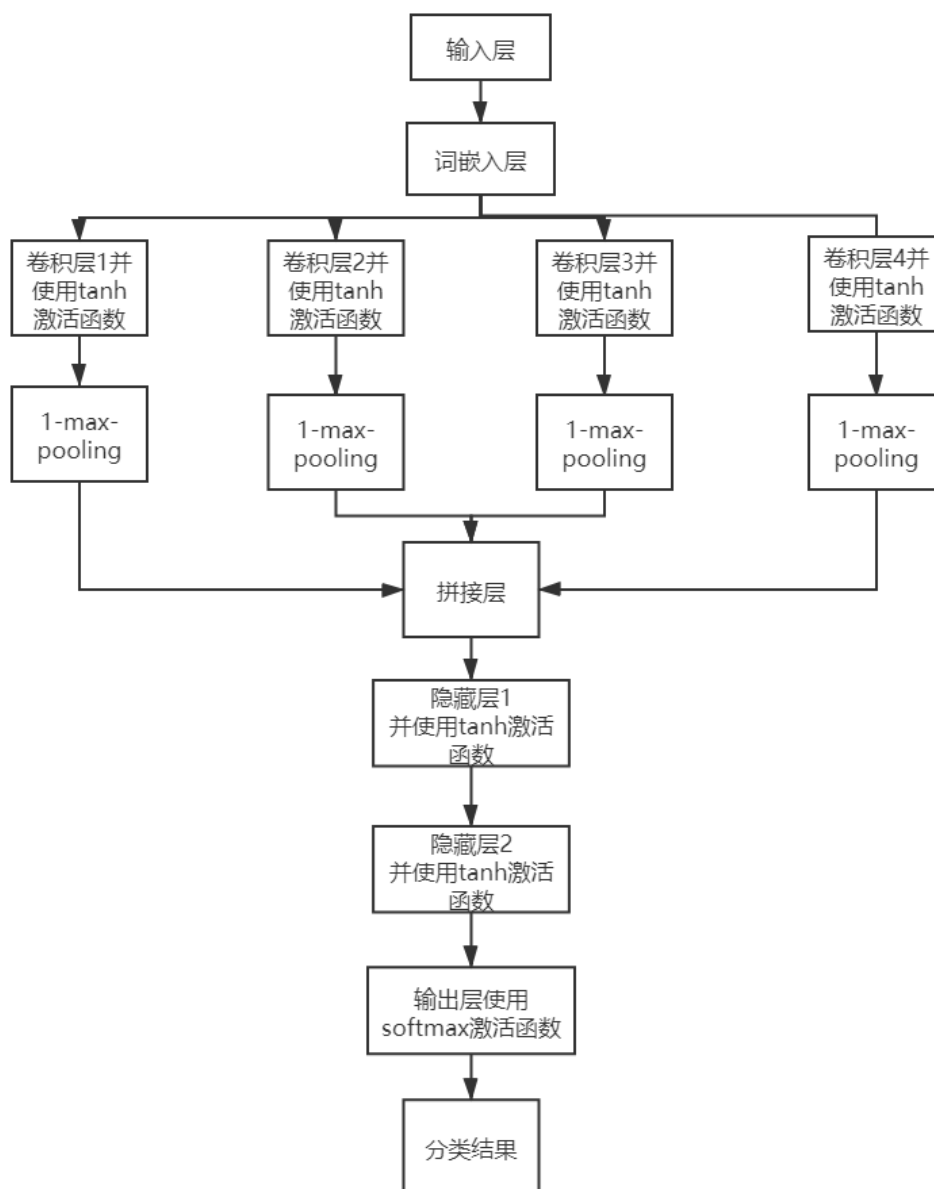 输入层
词嵌入层
卷积层1并
使用tanh
激活函数
卷积层2并
使用tanh
激活函数
卷积层3并
使用tanh
激活函数
卷积层4并
使用tanh
激活函数
1-max-
pooling
1-max-
pooling
1-max-
pooling
1-max-
pooling
拼接层
隐藏层1
并使用tanh激活
函数
隐藏层2
并使用tanh激活
函数
输出层使用
softmax激活函数
分类结果